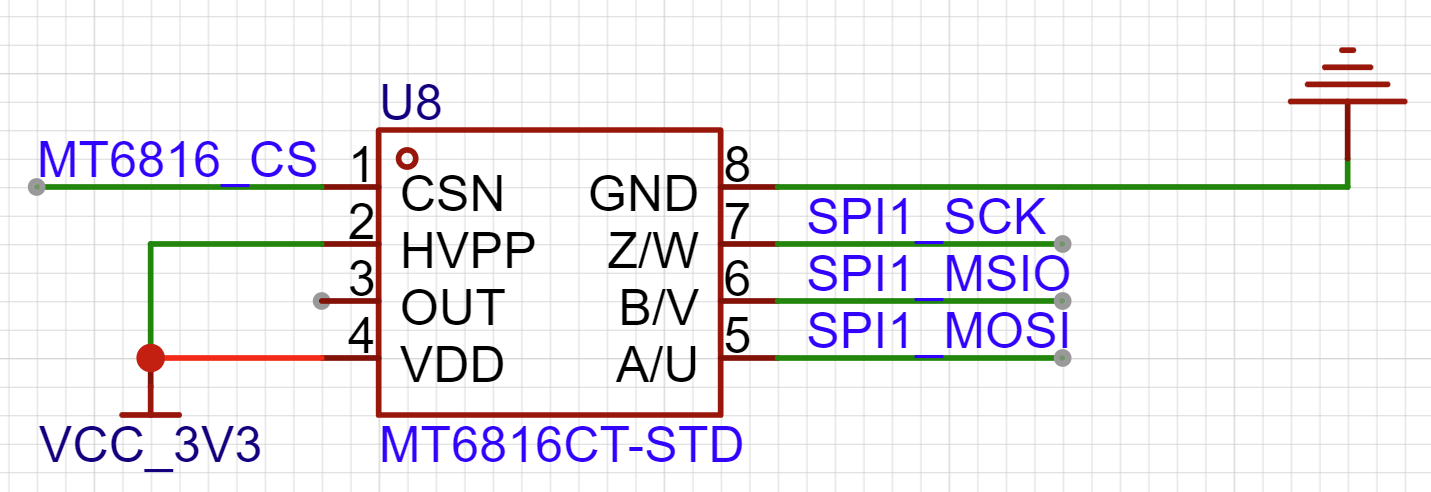 U8
MT6816_CS 1 CSN GND 8
2 HVPP Z/W 7 SPI1_SCK
3 OUT B/V 6 SPI1_MSIO
4 VDD A/U 5 SPI1_MOSI
VCC_3V3 MT6816CT-STD